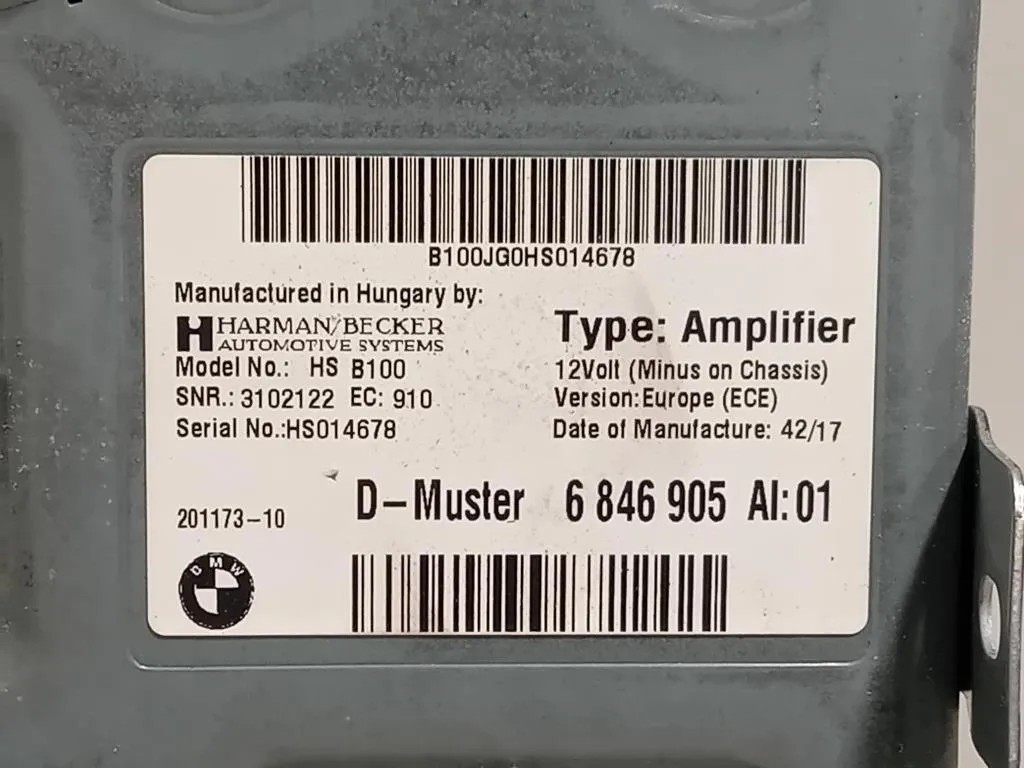 B100JG0HS014678
Manufactured in Hungary by:
HARMAN/BECKER
AUTOMOTIVE SYSTEMS
Model No.: HS B100
SNR.: 3102122 EC: 910
Serial No.:HS014678
Type: Amplifier
12Volt (Minus on Chassis)
Version:Europe (ECE)
Date of Manufacture: 42/17
D-Muster 6 846 905 AI:01
201173-10
BMW